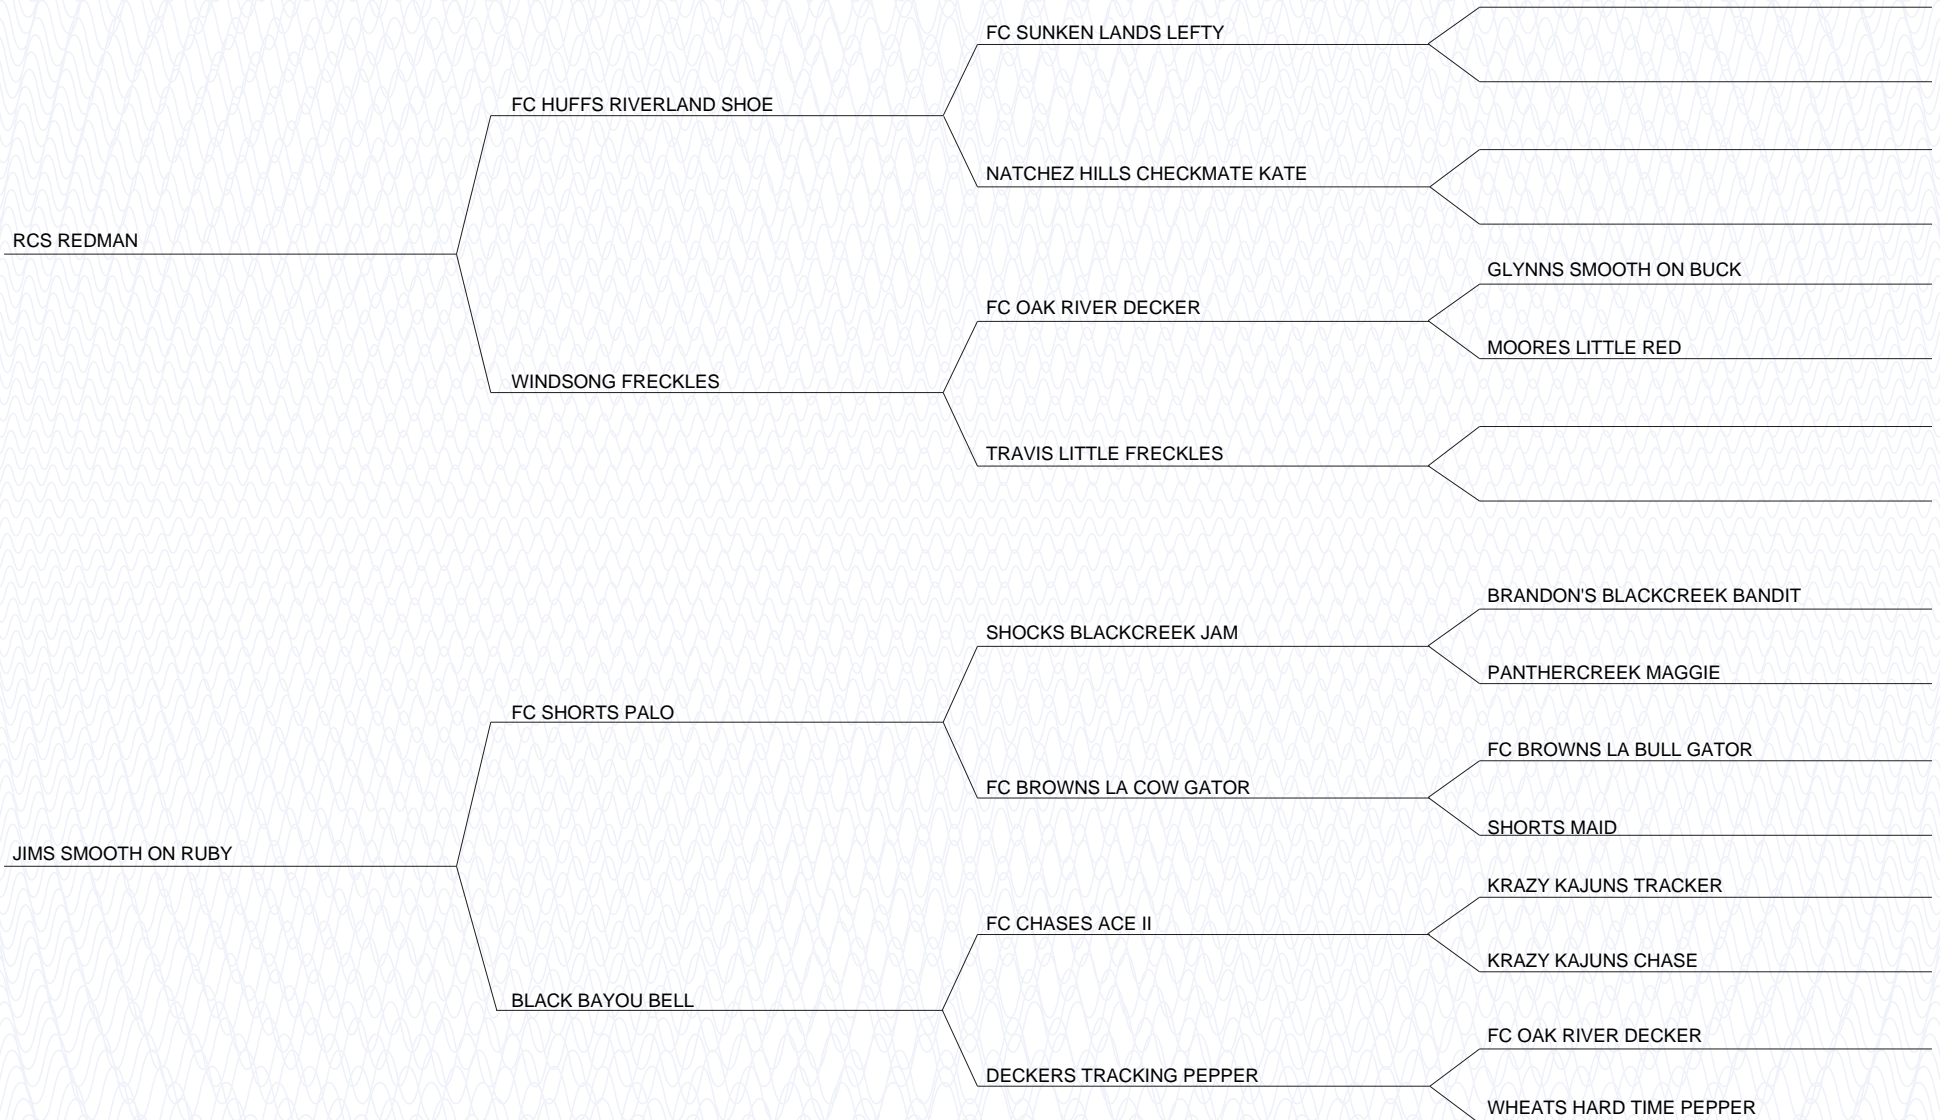 FC SUNKEN LANDS LEFTY
FC HUFFS RIVERLAND SHOE
NATCHEZ HILLS CHECKMATE KATE
RCS REDMAN
GLYNNS SMOOTH ON BUCK
FC OAK RIVER DECKER
MOORES LITTLE RED
WINDSONG FRECKLES
TRAVIS LITTLE FRECKLES
BRANDON'S BLACKCREEK BANDIT
SHOCKS BLACKCREEK JAM
PANTHERCREEK MAGGIE
FC SHORTS PALO
FC BROWNS LA BULL GATOR
FC BROWNS LA COW GATOR
SHORTS MAID
JIMS SMOOTH ON RUBY
KRAZY KAJUNS TRACKER
FC CHASES ACE II
KRAZY KAJUNS CHASE
BLACK BAYOU BELL
FC OAK RIVER DECKER
DECKERS TRACKING PEPPER
WHEATS HARD TIME PEPPER